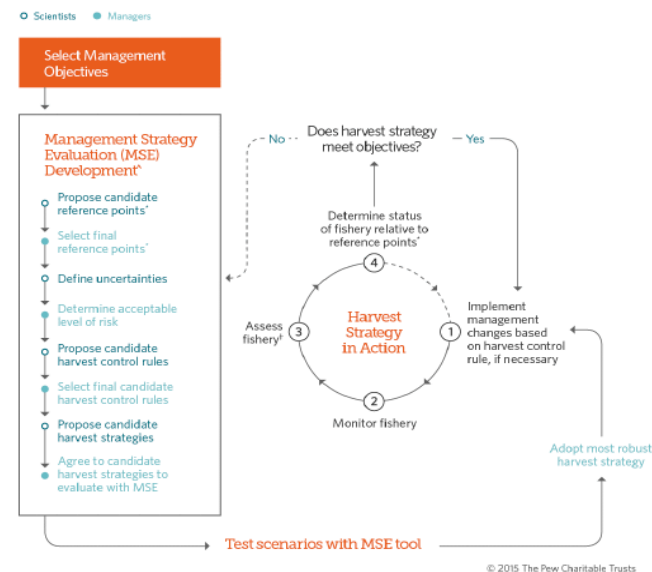 Scientists
Managers
Select Management
Objectives
Management Strategy
Evaluation (MSE)
Development^
Propose candidate
reference points*
Select final
reference points*
Define uncertainties
Determine acceptable
level of risk
Propose candidate
harvest control rules
Select final candidate
harvest control rules
Propose candidate
harvest strategies
Agree to candidate
harvest strategies to
evaluate with MSE
No
Does harvest strategy
meet objectives?
Yes
Determine status
of fishery relative to
reference points*
4
Harvest
Strategy
in Action
3
Assess
fishery†
1
Implement
management
changes based
on harvest control
rule, if necessary
2
Monitor fishery
Adopt most robust
harvest strategy
Test scenarios with MSE tool
© 2015 The Pew Charitable Trusts